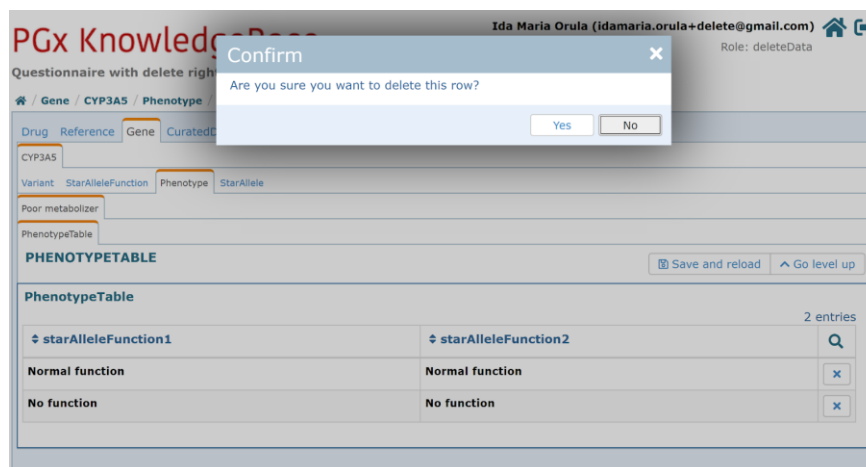 Ida Maria Orula (idamaria.orula+delete@gmail.com)
PGx Knowled
Role: deleteData
Questionnaire with delete righ
Confirm
Are you sure you want to delete this row?
Yes No
/ Gene / CYP3A5 / Phenotype /
Drug Reference Gene CuratedD
CYP3A5
Variant StarAlleleFunction Phenotype StarAllele
Poor metabolizer
PhenotypeTable
PHENOTYPETABLE
Save and reload Go level up
PhenotypeTable
2 entries
starAlleleFunction1 starAlleleFunction2
Normal function Normal function
No function No function